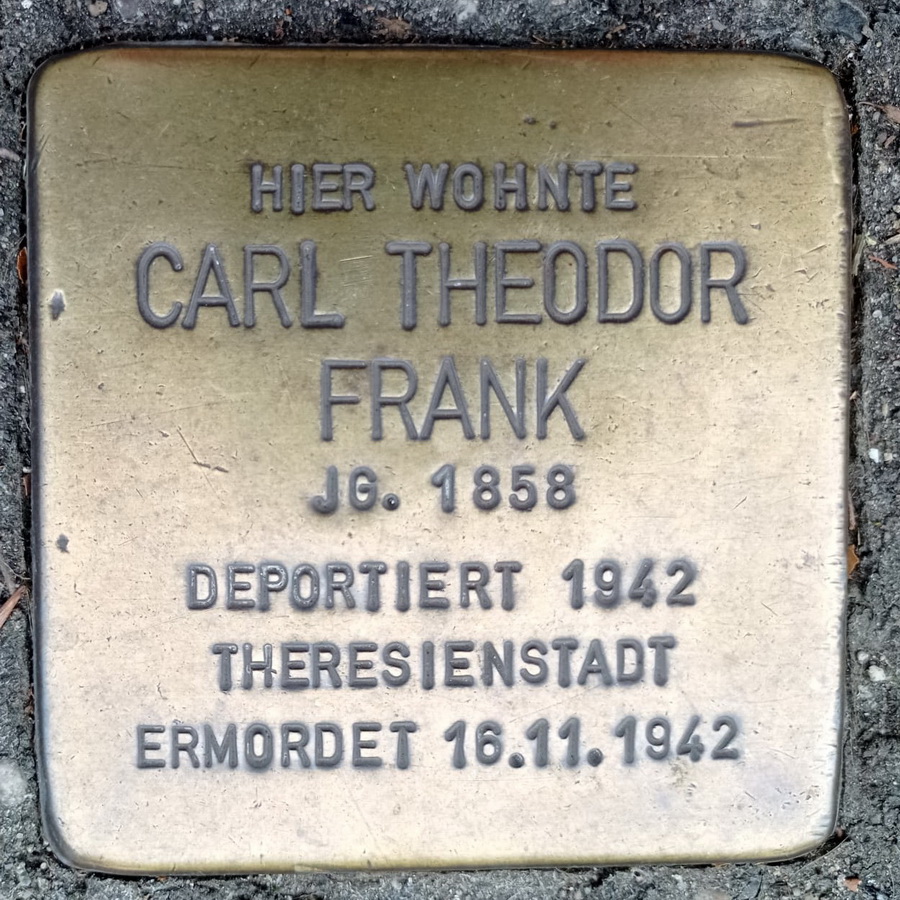 HIER WOHNTE
CARL THEODOR
FRANK
JG. 1858
DEPORTIERT 1942
THERESIENSTADT
ERMORDET 16.11.1942